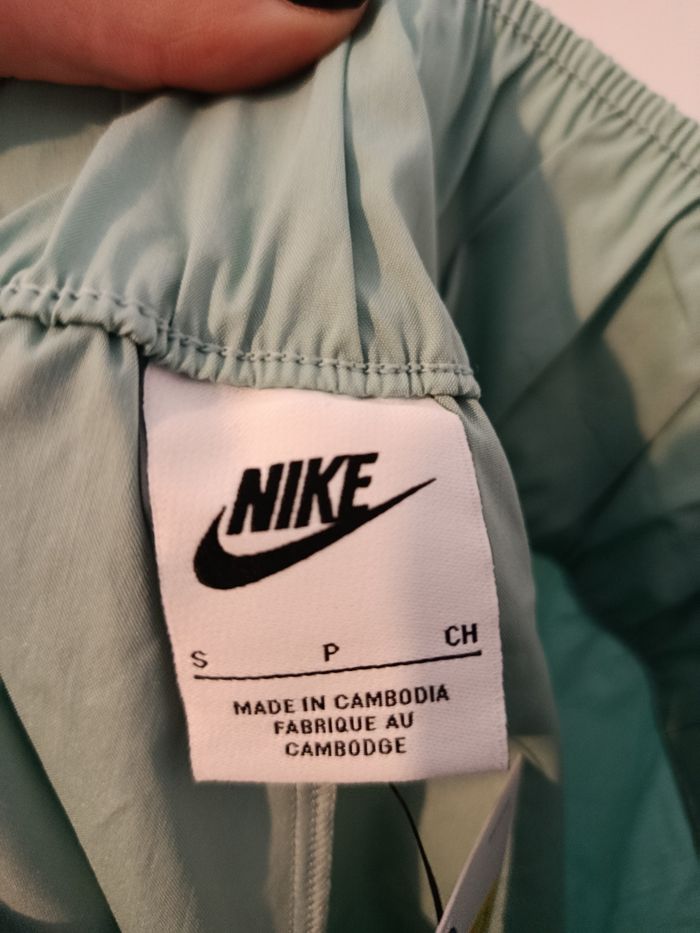 NIKE
S P CH
MADE IN CAMBODIA
FABRIQUE AU
CAMBODGE